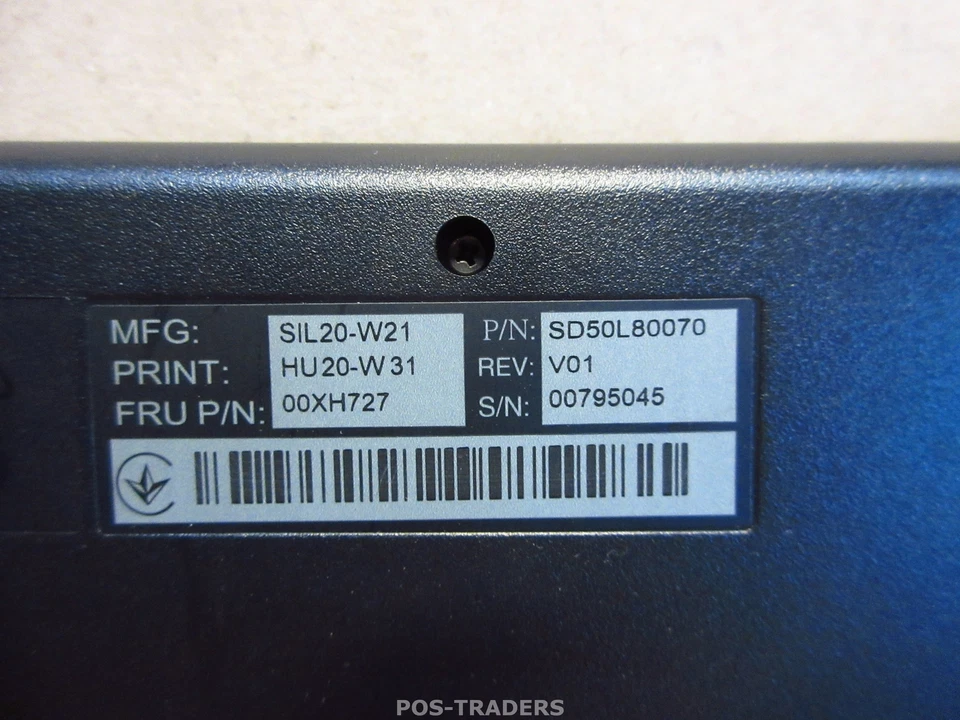 MFG: SIL20-W21 P/N: SD50L80070
PRINT: HU20-W31 REV: V01
FRU P/N: 00XH727 S/N: 00795045
POS-TRADERS